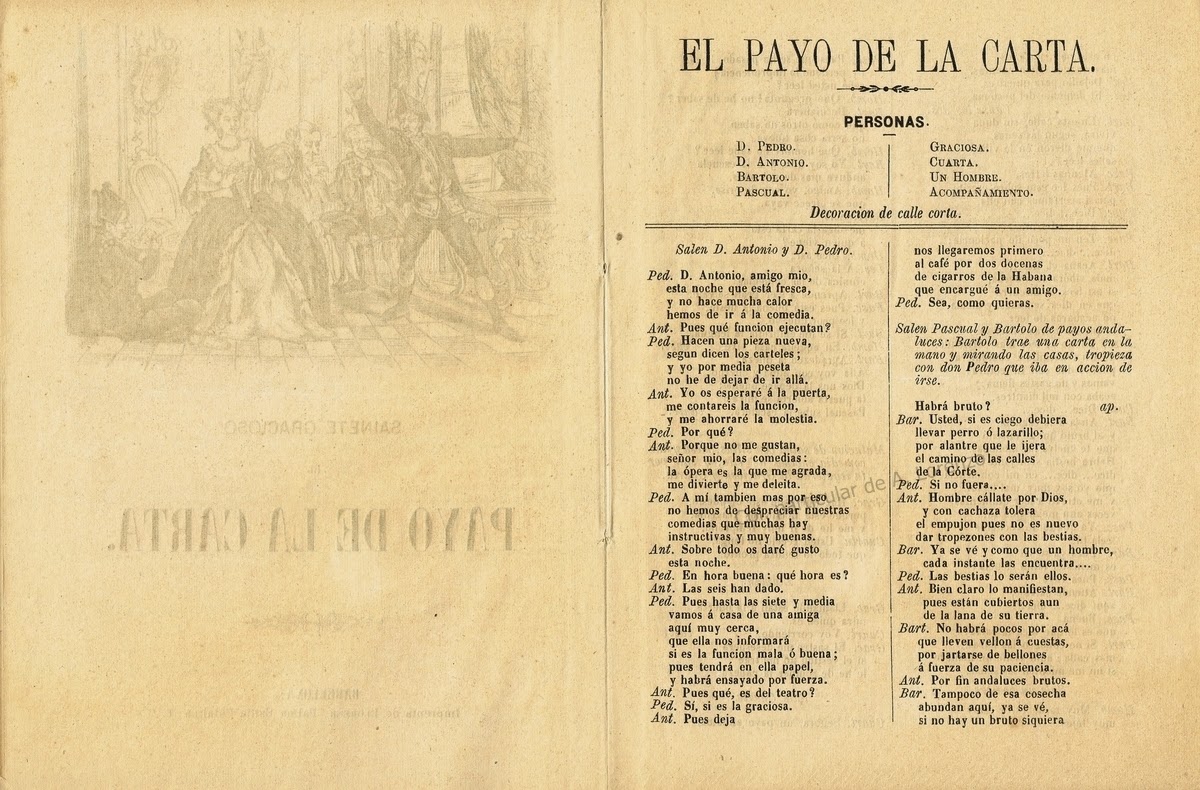 SAINETE GRACIOSO
PAYO DE LA CARTA.
EL PAYO DE LA CARTA.
PERSONAS.
D. PEDRO.
D. ANTONIO.
BARTOLO.
PASCUAL.
GRACIOSA.
CUARTA.
UN HOMBRE.
ACOMPAÑAMIENTO.
Decoracion de calle corta.
Salen D. Antonio y D. Pedro.
Ped. D. Antonio, amigo mio,
esta noche que está fresca,
y no hace mucha calor
hemos de ir á la comedia.
Ant. Pues qué funcion ejecutan?
Ped. Hacen una pieza nueva,
segun dicen los carteles;
y yo por media peseta
no he de dejar de ir allá.
Ant. Yo os esperaré á la puerta,
me contareis la funcion,
y me ahorraré la molestia.
Ped. Por qué?
Ant. Porque no me gustan,
señor mio, las comedias:
la ópera es la que me agrada,
me divierte y me deleita.
Ped. A mí tambien mas por eso
no hemos de despreciar nuestras
comedias que muchas hay
instructivas y muy buenas.
Ant. Sobre todo os daré gusto
esta noche.
Ped. En hora buena: qué hora es?
Ant. Las seis han dado.
Ped. Pues hasta las siete y media
vamos á casa de una amiga
aquí muy cerca,
que ella nos informará
si es la funcion mala ó buena;
pues tendrá en ella papel,
y habrá ensayado por fuerza.
Ant. Pues qué, es del teatro?
Ped. Sí, si es la graciosa.
Ant. Pues deja
nos llegaremos primero
al café por dos docenas
de cigarros de la Habana
que encargué á un amigo.
Ped. Sea, como quieras.
Salen Pascual y Bartolo de payos anda-
luces: Bartolo trae una carta en la
mano y mirando las casas, tropieza
con don Pedro que iba en accion de
irse.
Habrá bruto? ap.
Bar. Usted, si es ciego debiera
llevar perro ó lazarillo;
por alantre que le ijera
el camino de las calles
de la Córte.
Ped. Si no fuera....
Ant. Hombre cállate por Dios,
y con cachaza tolera
el empujon pues no es nuevo
dar tropezones con las bestias.
Bar. Ya se vé y como que un hombre,
cada instante las encuentra....
Ped. Las bestias lo serán ellos.
Ant. Bien claro lo manifiestan,
pues están cubiertos aun
de la lana de su tierra.
Bart. No habrá pocos por acá
que lleven vellon á cuestas,
por jartarse de bellones
á fuerza de su paciencia.
Ant. Por fin andaluces brutos.
Bar. Tampoco de esa cosecha
abundan aquí, ya se vé,
si no hay un bruto siquiera